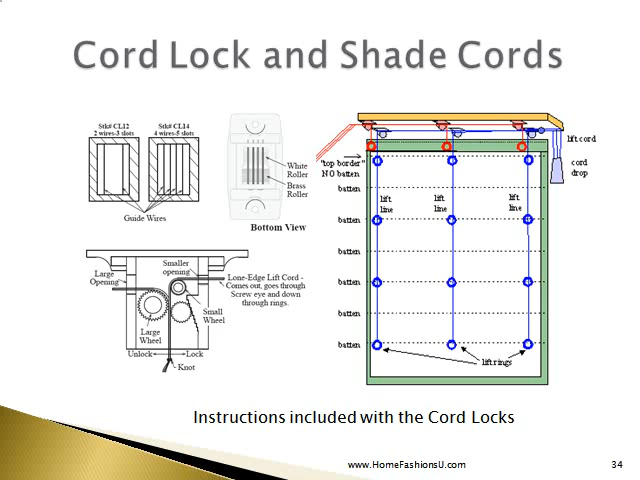 Cord Lock and Shade Cords
Stk# CL12
2 wires-3 slots
Stk# CL14
4 wires-5 slots
Guide Wires
White
Roller
Brass
Roller
Bottom View
Large
Opening
Smaller
opening
Lone-Edge Lift Cord -
Comes out, goes through
Screw eye and down
through rings.
Small
Wheel
Large
Wheel
Unlock
Lock
Knot
lift cord
cord
drop
"top border"
NO batten
batten
batten
batten
batten
batten
lift
line
lift
line
lift
line
lift rings
Instructions included with the Cord Locks
www.HomeFashionsU.com
34